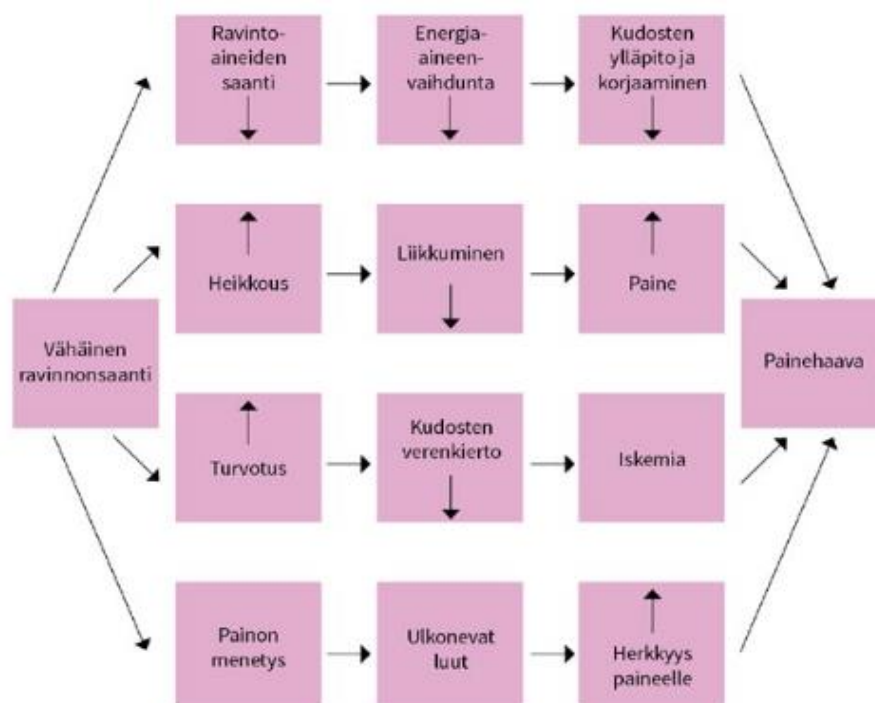 Ravinto-
aineiden
saanti
Energia-
aineen-
vaihdunta
Kudosten
ylläpito ja
korjaaminen
Heikkous
Liikkuminen
Paine
Vähäinen
ravinnonsaanti
Painehaava
Turvotus
Kudosten
verenkierto
Iskemia
Painon
menetys
Ulkonevat
luut
Herkkyys
paineelle